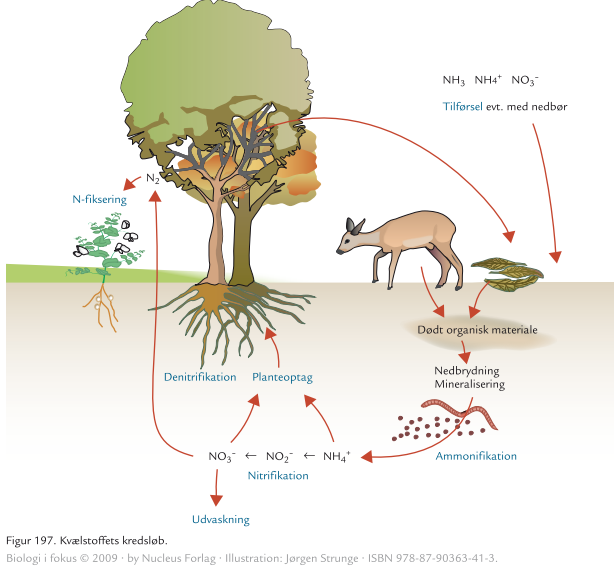 NH3 NH4+ NO3−
Tilførsel evt. med nedbør
N2
N-fiksering
Dødt organisk materiale
Nedbrydning
Mineralisering
Denitrifikation Planteoptag
NO3− ← NO2− ← NH4+
Ammonifikation
Nitrifikation
Udvaskning
Figur 197. Kvælstoffets kredsløb.
Biologi i fokus © 2009 · by Nucleus Forlag · Illustration: Jørgen Strunge · ISBN 978-87-90363-41-3.